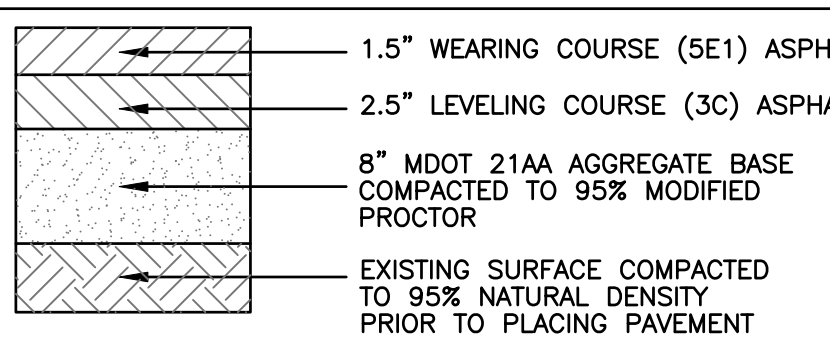 1.5” WEARING COURSE (5E1) ASPH
2.5” LEVELING COURSE (3C) ASPHA
8” MDOT 21AA AGGREGATE BASE
COMPACTED TO 95% MODIFIED
PROCTOR
EXISTING SURFACE COMPACTED
TO 95% NATURAL DENSITY
PRIOR TO PLACING PAVEMENT